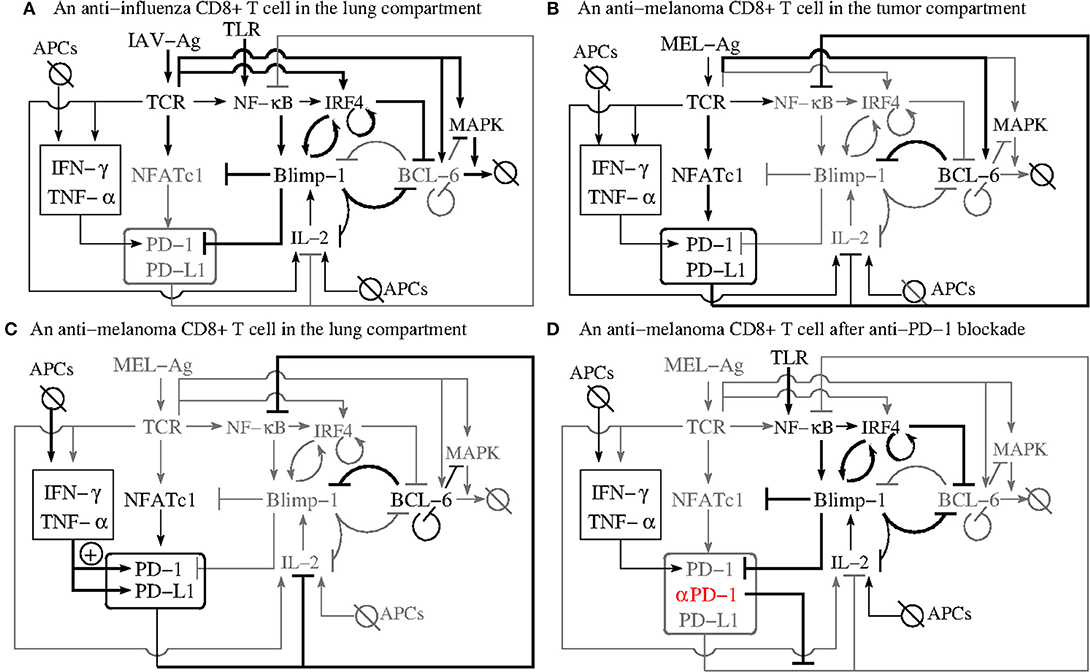 A An anti−influenza CD8+ T cell in the lung compartment
APCs
IAV−Ag
TLR
TCR
NF−κB
IRF4
MAPK
IFN−γ
TNF−α
NFATc1
Blimp−1
BCL−6
PD−1
PD−L1
IL−2
APCs
B An anti−melanoma CD8+ T cell in the tumor compartment
APCs
MEL−Ag
TCR
NF−κB
IRF4
MAPK
IFN−γ
TNF−α
NFATc1
Blimp−1
BCL−6
PD−1
PD−L1
IL−2
APCs
C An anti−melanoma CD8+ T cell in the lung compartment
APCs
MEL−Ag
TCR
NF−κB
IRF4
MAPK
IFN−γ
TNF−α
NFATc1
Blimp−1
BCL−6
+
PD−1
PD−L1
IL−2
APCs
D An anti−melanoma CD8+ T cell after anti−PD−1 blockade
APCs
MEL−Ag
TLR
TCR
NF−κB
IRF4
MAPK
IFN−γ
TNF−α
NFATc1
Blimp−1
BCL−6
PD−1
αPD−1
PD−L1
IL−2
APCs